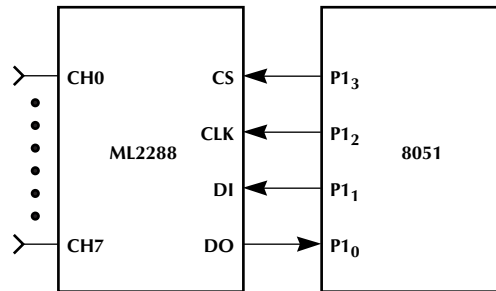 CH0 CS P1₃
CLK P1₂
ML2288 8051
DI P1₁
CH7 DO P1₀